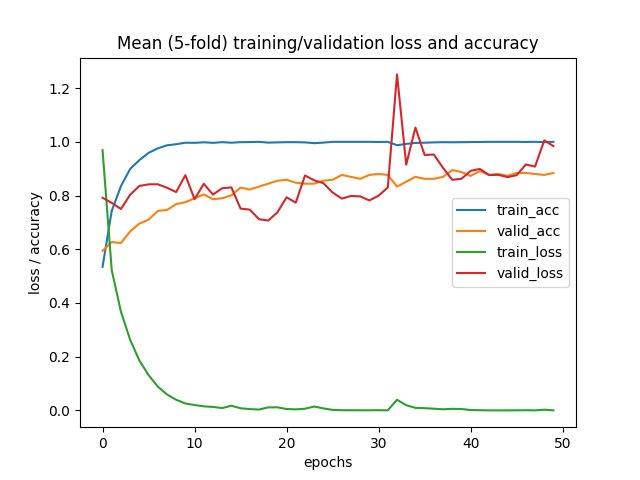 Mean (5-fold) training/validation loss and accuracy
1.2
1.0
0.8
0.6
0.4
0.2
0.0
loss / accuracy
train_acc
valid_acc
train_loss
valid_loss
0
10
20
30
40
50
epochs